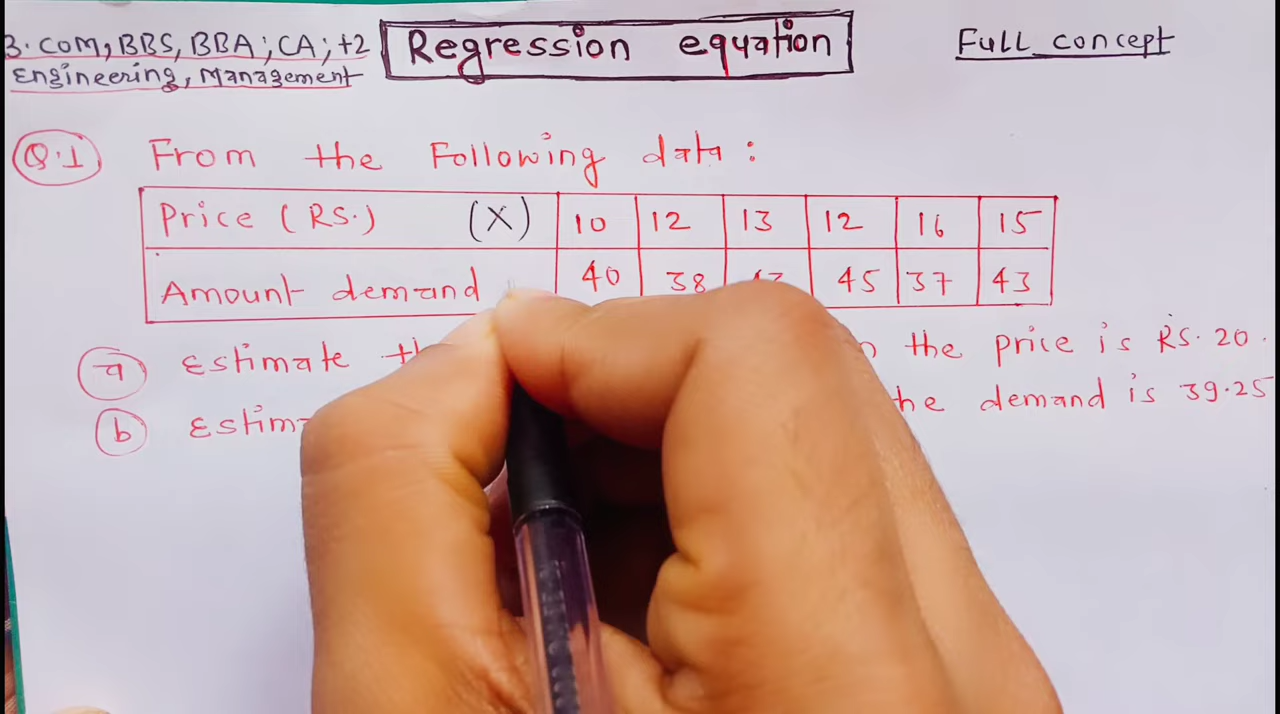 B.COM, BBS, BBA, CA, +2
Engineering, Management
Regression equation
Full concept
Q.1 From the Following data :
Price (RS.) (X) 10 12 13 12 16 15
Amount demand 40 38 45 37 43
a Estimate the price is RS. 20.
b the demand is 39.25